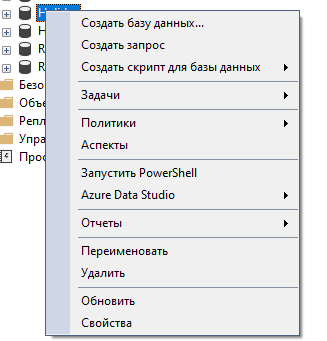 Создать базу данных...
Создать запрос
Создать скрипт для базы данных
Задачи
Политики
Аспекты
Запустить PowerShell
Azure Data Studio
Отчеты
Переименовать
Удалить
Обновить
Свойства